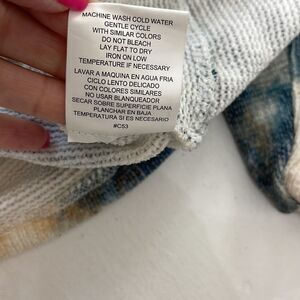 MACHINE WASH COLD WATER
GENTLE CYCLE
WITH SIMILAR COLORS
DO NOT BLEACH
LAY FLAT TO DRY
IRON ON LOW
TEMPERATURE IF NECESSARY
LAVAR A MAQUINA EN AGUA FRIA
CICLO LENTO DELICADO
CON COLORES SIMILARES
NO USAR BLANQUEADOR
SECAR SOBRE SUPERFICIE PLANA
PLANCHAR EN BAJA
TEMPERATURA SI ES NECESARIO
#C53